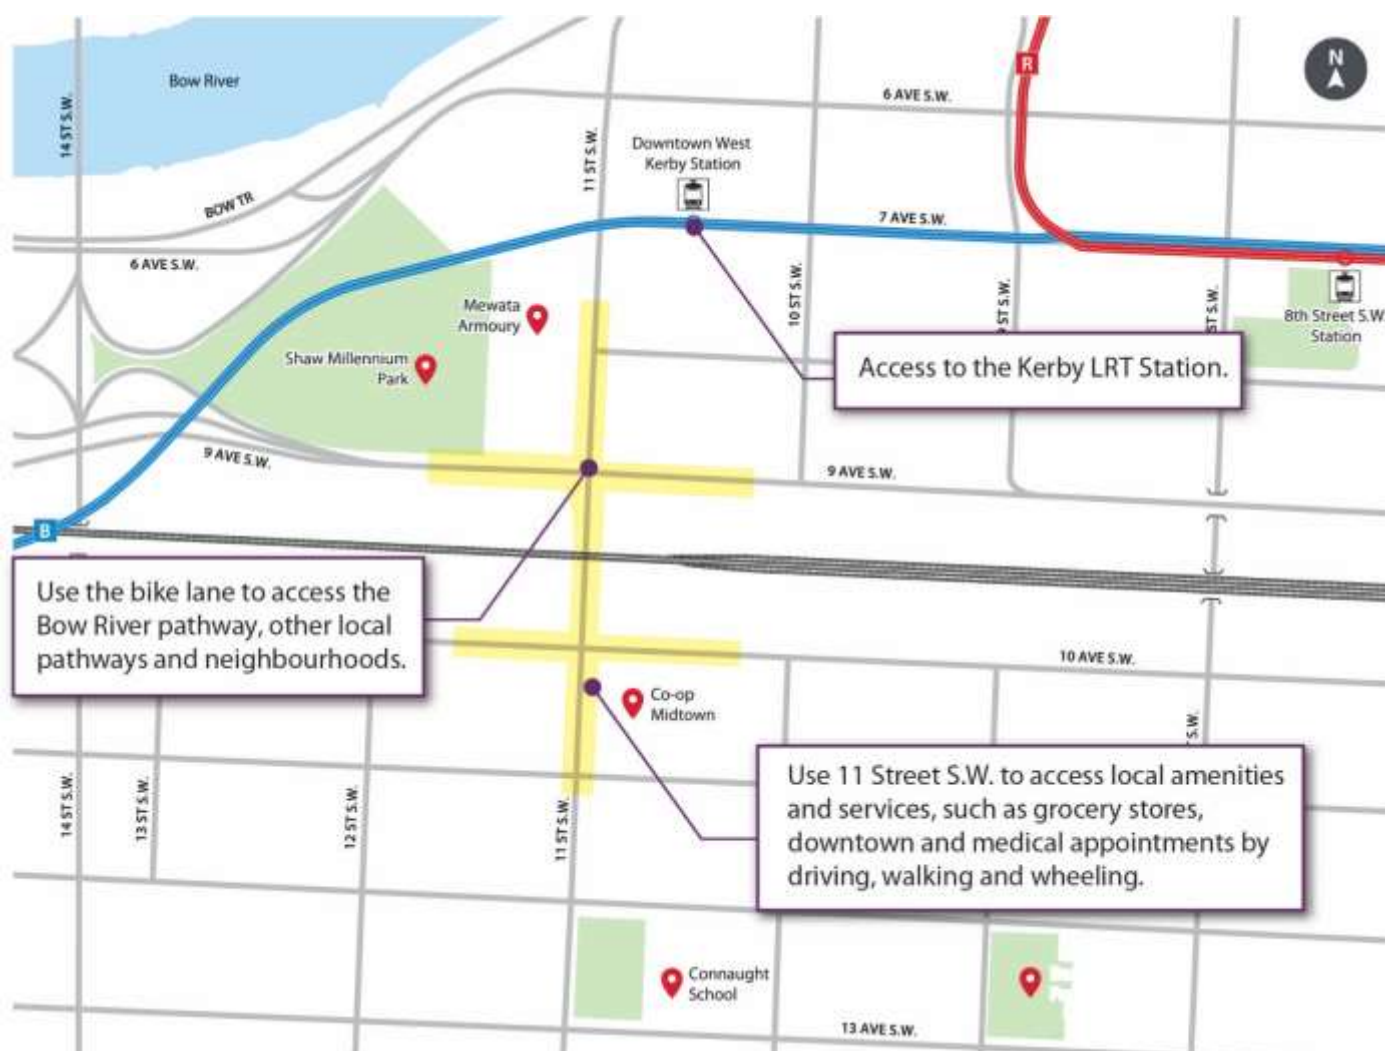 Bow River
N
R
14 ST S.W.
6 AVE S.W.
11 ST S.W.
Downtown West
Kerby Station
BOW TR
7 AVE S.W.
6 AVE S.W.
10 ST S.W.
ST S.W.
ST S.W.
8th Street S.W.
Station
Mewata
Armoury
Shaw Millennium
Park
Access to the Kerby LRT Station.
9 AVE S.W.
9 AVE S.W.
B
Use the bike lane to access the
Bow River pathway, other local
pathways and neighbourhoods.
10 AVE S.W.
Co-op
Midtown
S.W.
Use 11 Street S.W. to access local amenities
and services, such as grocery stores,
downtown and medical appointments by
driving, walking and wheeling.
14 ST S.W.
13 ST S.W.
12 ST S.W.
11 ST S.W.
Connaught
School
13 AVE S.W.